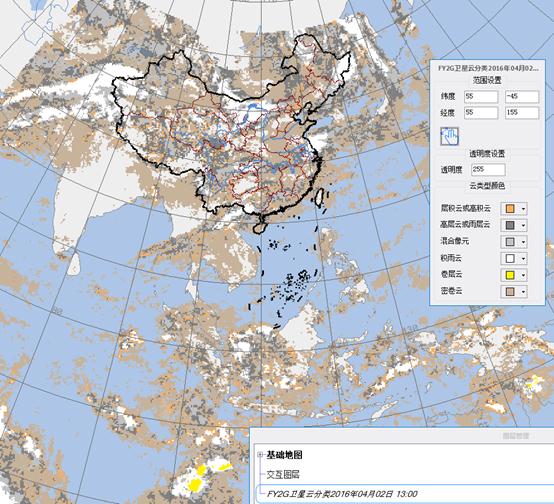 FY2G卫星云分类2016年04月02...
范围设置
纬度 55 -45
经度 55 155
透明度设置
透明度 255
云类型颜色
层积云或高积云
高层云或雨层云
混合像元
积雨云
卷层云
密卷云
图层管理
基础地图
交互图层
FY2G卫星云分类2016年04月02日 13:00